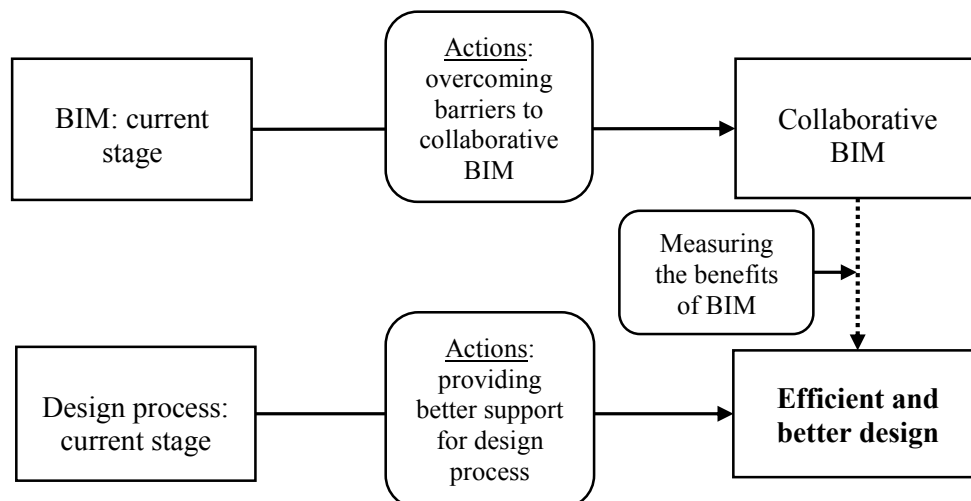 BIM: current
stage
Actions:
overcoming
barriers to
collaborative
BIM
Collaborative
BIM
Measuring
the benefits
of BIM
Design process:
current stage
Actions:
providing
better support
for design
process
Efficient and
better design